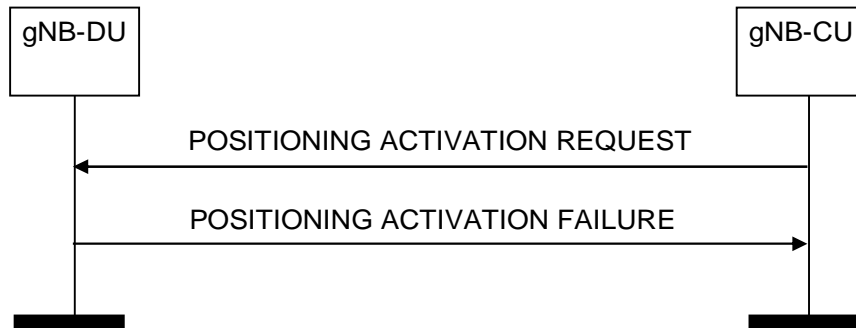 gNB-DU
gNB-CU
POSITIONING ACTIVATION REQUEST
POSITIONING ACTIVATION FAILURE